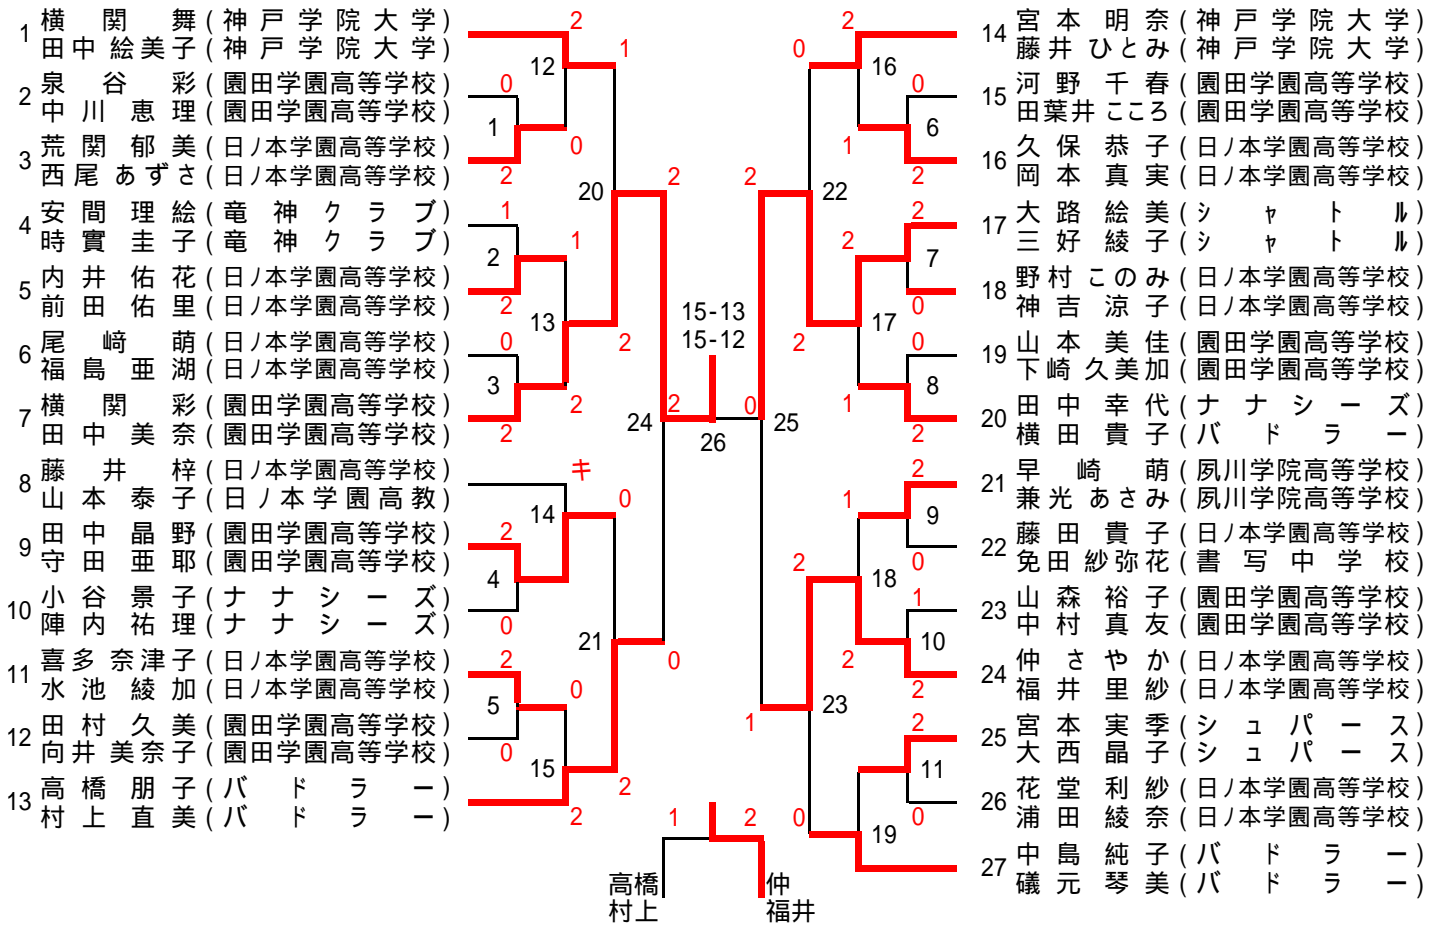 1 横関舞(神戸学院大学)
田中絵美子(神戸学院大学)
2 泉谷彩(園田学園高等学校)
中川恵理(園田学園高等学校)
3 荒関郁美(日ノ本学園高等学校)
西尾あずさ(日ノ本学園高等学校)
4 安間理絵(竜神クラブ)
時實圭子(竜神クラブ)
5 内井佑花(日ノ本学園高等学校)
前田佑里(日ノ本学園高等学校)
6 尾﨑萌(日ノ本学園高等学校)
福島亜湖(日ノ本学園高等学校)
7 横関彩(園田学園高等学校)
田中美奈(園田学園高等学校)
8 藤井梓(日ノ本学園高等学校)
山本泰子(日ノ本学園高教)
9 田中晶野(園田学園高等学校)
守田亜耶(園田学園高等学校)
10 小谷景子(ナナシーズ)
陣内祐理(ナナシーズ)
11 喜多奈津子(日ノ本学園高等学校)
水池綾加(日ノ本学園高等学校)
12 田村久美(園田学園高等学校)
向井美奈子(園田学園高等学校)
13 高橋朋子(バドラー)
村上直美(バドラー)
2
1
12
0
1
0
2
20
2
1
1
2
2
13
0
2
3
2
2
24
2
キ
0
14
2
4
0
21
0
2
0
5
0
15
2
2
15-13
15-12
26
1 2
高橋 仲
村上 福井
2
0
16
0
6
1
2
2
22
2
2
7
0
17
2
0
8
1
2
0
25
2
1
9
0
2
18
1
10
2
2
23
1
2
11
0
0
19
14 宮本明奈(神戸学院大学)
藤井ひとみ(神戸学院大学)
15 河野千春(園田学園高等学校)
田葉井こころ(園田学園高等学校)
16 久保恭子(日ノ本学園高等学校)
岡本真実(日ノ本学園高等学校)
17 大路絵美(シャトル)
三好綾子(シャトル)
18 野村このみ(日ノ本学園高等学校)
神吉涼子(日ノ本学園高等学校)
19 山本美佳(園田学園高等学校)
下崎久美加(園田学園高等学校)
20 田中幸代(ナナシーズ)
横田貴子(バドラー)
21 早崎萌(夙川学院高等学校)
兼光あさみ(夙川学院高等学校)
22 藤田貴子(日ノ本学園高等学校)
免田紗弥花(書写中学校)
23 山森裕子(園田学園高等学校)
中村真友(園田学園高等学校)
24 仲さやか(日ノ本学園高等学校)
福井里紗(日ノ本学園高等学校)
25 宮本実季(シュパース)
大西晶子(シュパース)
26 花堂利紗(日ノ本学園高等学校)
浦田綾奈(日ノ本学園高等学校)
27 中島純子(バドラー)
礒元琴美(バドラー)